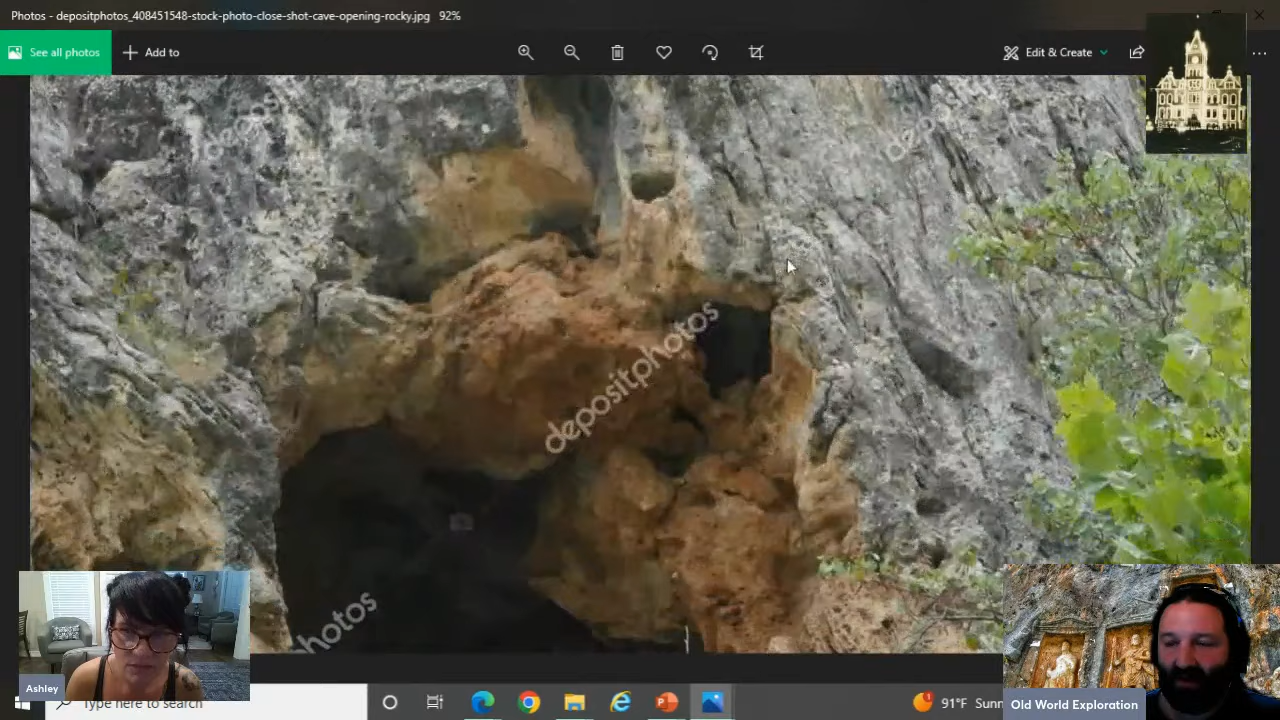 Photos - depositphotos_408451548-stock-photo-close-shot-cave-opening-rocky.jpg 92%
See all photos
Add to
Edit & Create
depositphotos
Ashley
Type here to search
91°F Sunn
Old World Exploration